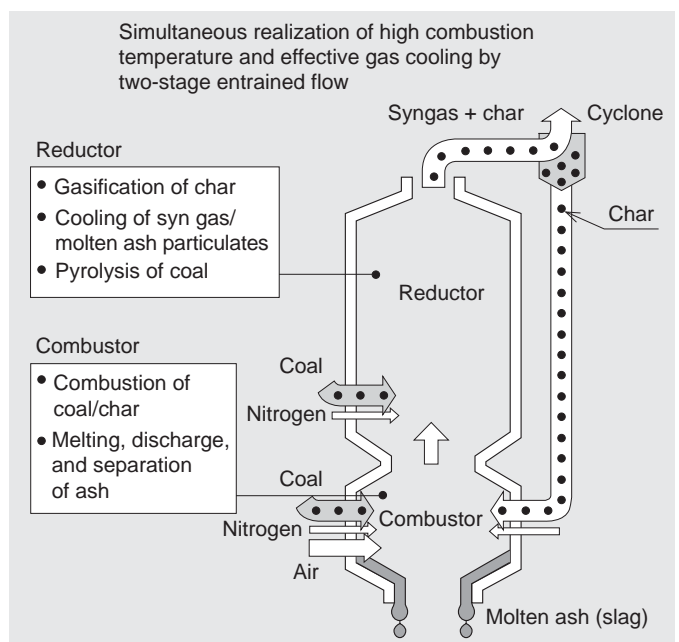 Simultaneous realization of high combustion
temperature and effective gas cooling by
two-stage entrained flow
Syngas + char
Cyclone
Reductor
• Gasification of char
• Cooling of syn gas/
molten ash particulates
• Pyrolysis of coal
Char
Reductor
Combustor
• Combustion of
coal/char
• Melting, discharge,
and separation
of ash
Coal
Nitrogen
Coal
Nitrogen
Air
Combustor
Molten ash (slag)